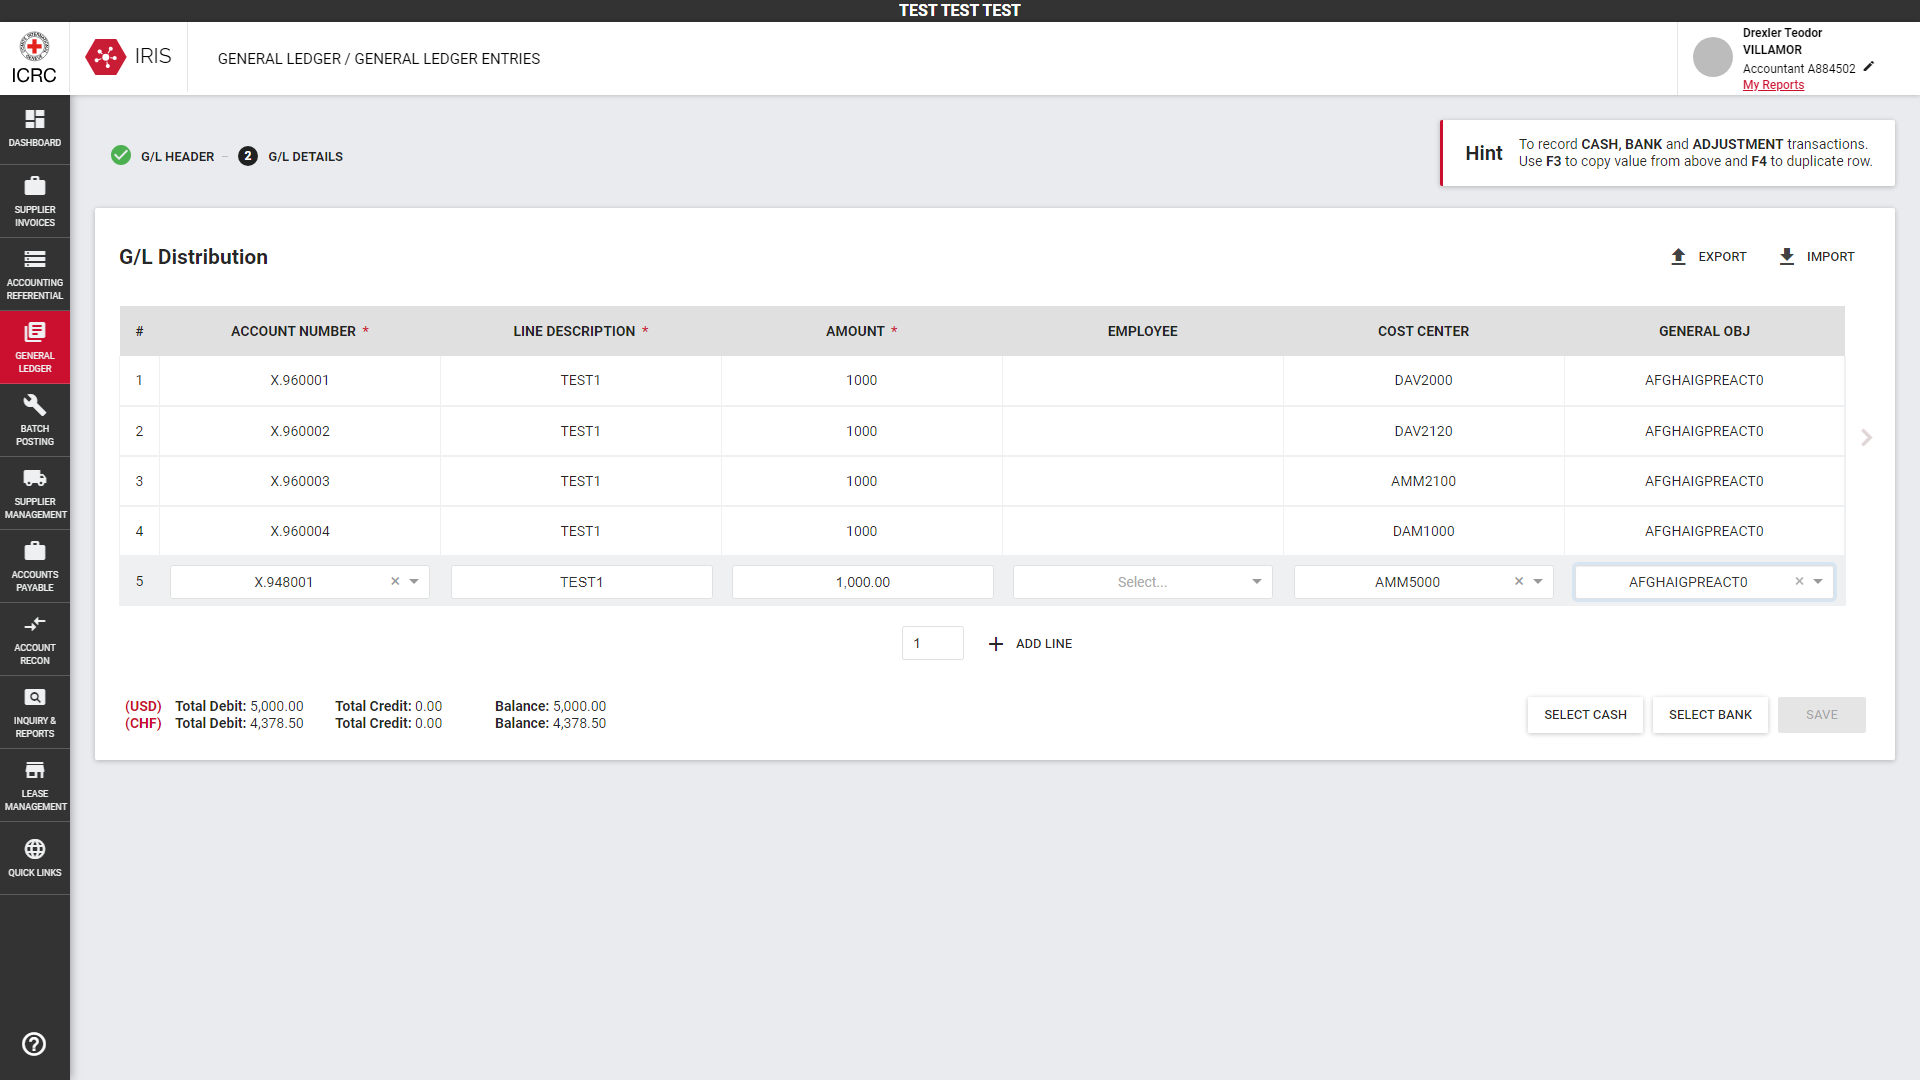 TEST TEST TEST
ICRC
IRIS
GENERAL LEDGER / GENERAL LEDGER ENTRIES
Drexler Teodor
VILLAMOR
Accountant A884502
My Reports
DASHBOARD
SUPPLIER
INVOICES
ACCOUNTING
REFERENTIAL
GENERAL
LEDGER
BATCH
POSTING
SUPPLIER
MANAGEMENT
ACCOUNTS
PAYABLE
ACCOUNT
RECON
INQUIRY &
REPORTS
LEASE
MANAGEMENT
QUICK LINKS
G/L HEADER – 2 G/L DETAILS
Hint
To record CASH, BANK and ADJUSTMENT transactions.
Use F3 to copy value from above and F4 to duplicate row.
G/L Distribution
EXPORT IMPORT
# ACCOUNT NUMBER * LINE DESCRIPTION * AMOUNT * EMPLOYEE COST CENTER GENERAL OBJ
1 X.960001 TEST1 1000 DAV2000 AFGHAIGPREACT0
2 X.960002 TEST1 1000 DAV2120 AFGHAIGPREACT0
3 X.960003 TEST1 1000 AMM2100 AFGHAIGPREACT0
4 X.960004 TEST1 1000 DAM1000 AFGHAIGPREACT0
5 X.948001 × TEST1 1,000.00 Select... AMM5000 × AFGHAIGPREACT0 ×
1 + ADD LINE
(USD) Total Debit: 5,000.00 Total Credit: 0.00 Balance: 5,000.00
(CHF) Total Debit: 4,378.50 Total Credit: 0.00 Balance: 4,378.50
SELECT CASH SELECT BANK SAVE